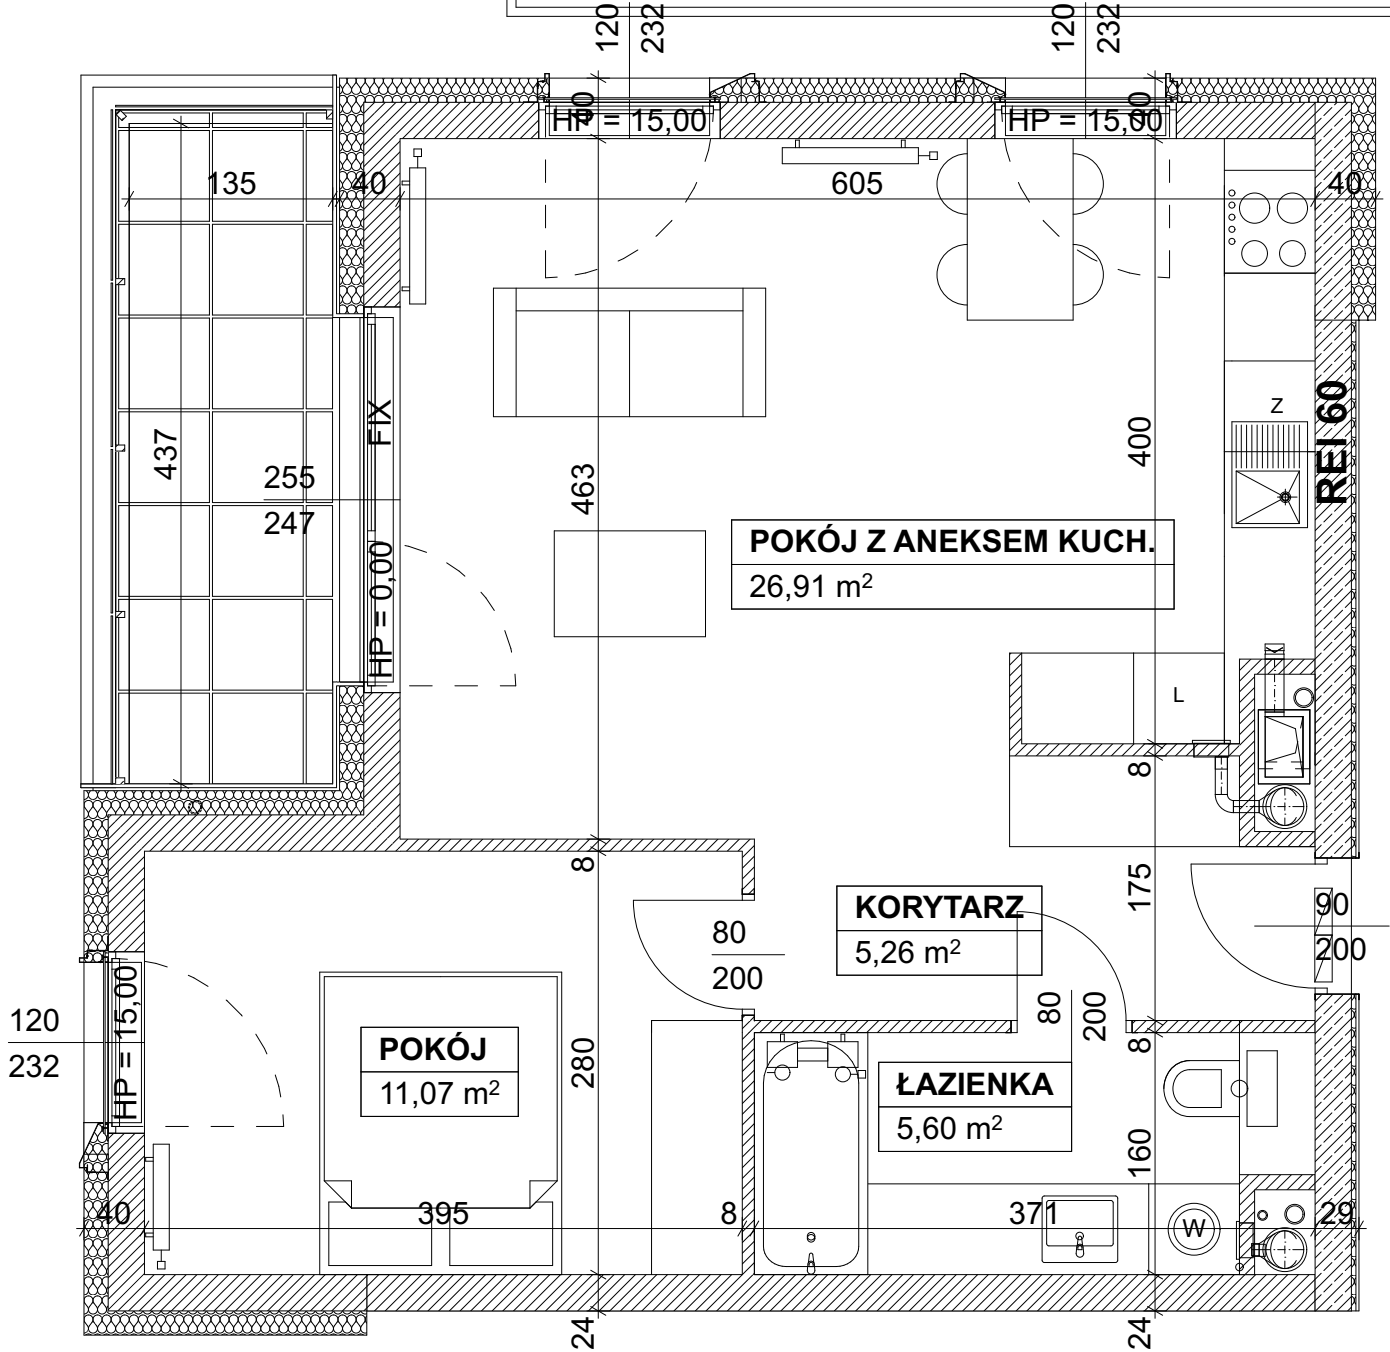 120
232
120
232
40
HP = 15,00
40
HP = 15,00
135
40
605
40
437
255
247
FIX
HP = 0,00
463
400
Z
REI 60
POKÓJ Z ANEKSEM KUCH.
26,91 m²
L
8
8
175
KORYTARZ
5,26 m²
90
200
80
200
80
200
8
120
232
HP = 15,00
POKÓJ
11,07 m²
280
ŁAZIENKA
5,60 m²
160
40
395
8
371
W
29
24
24